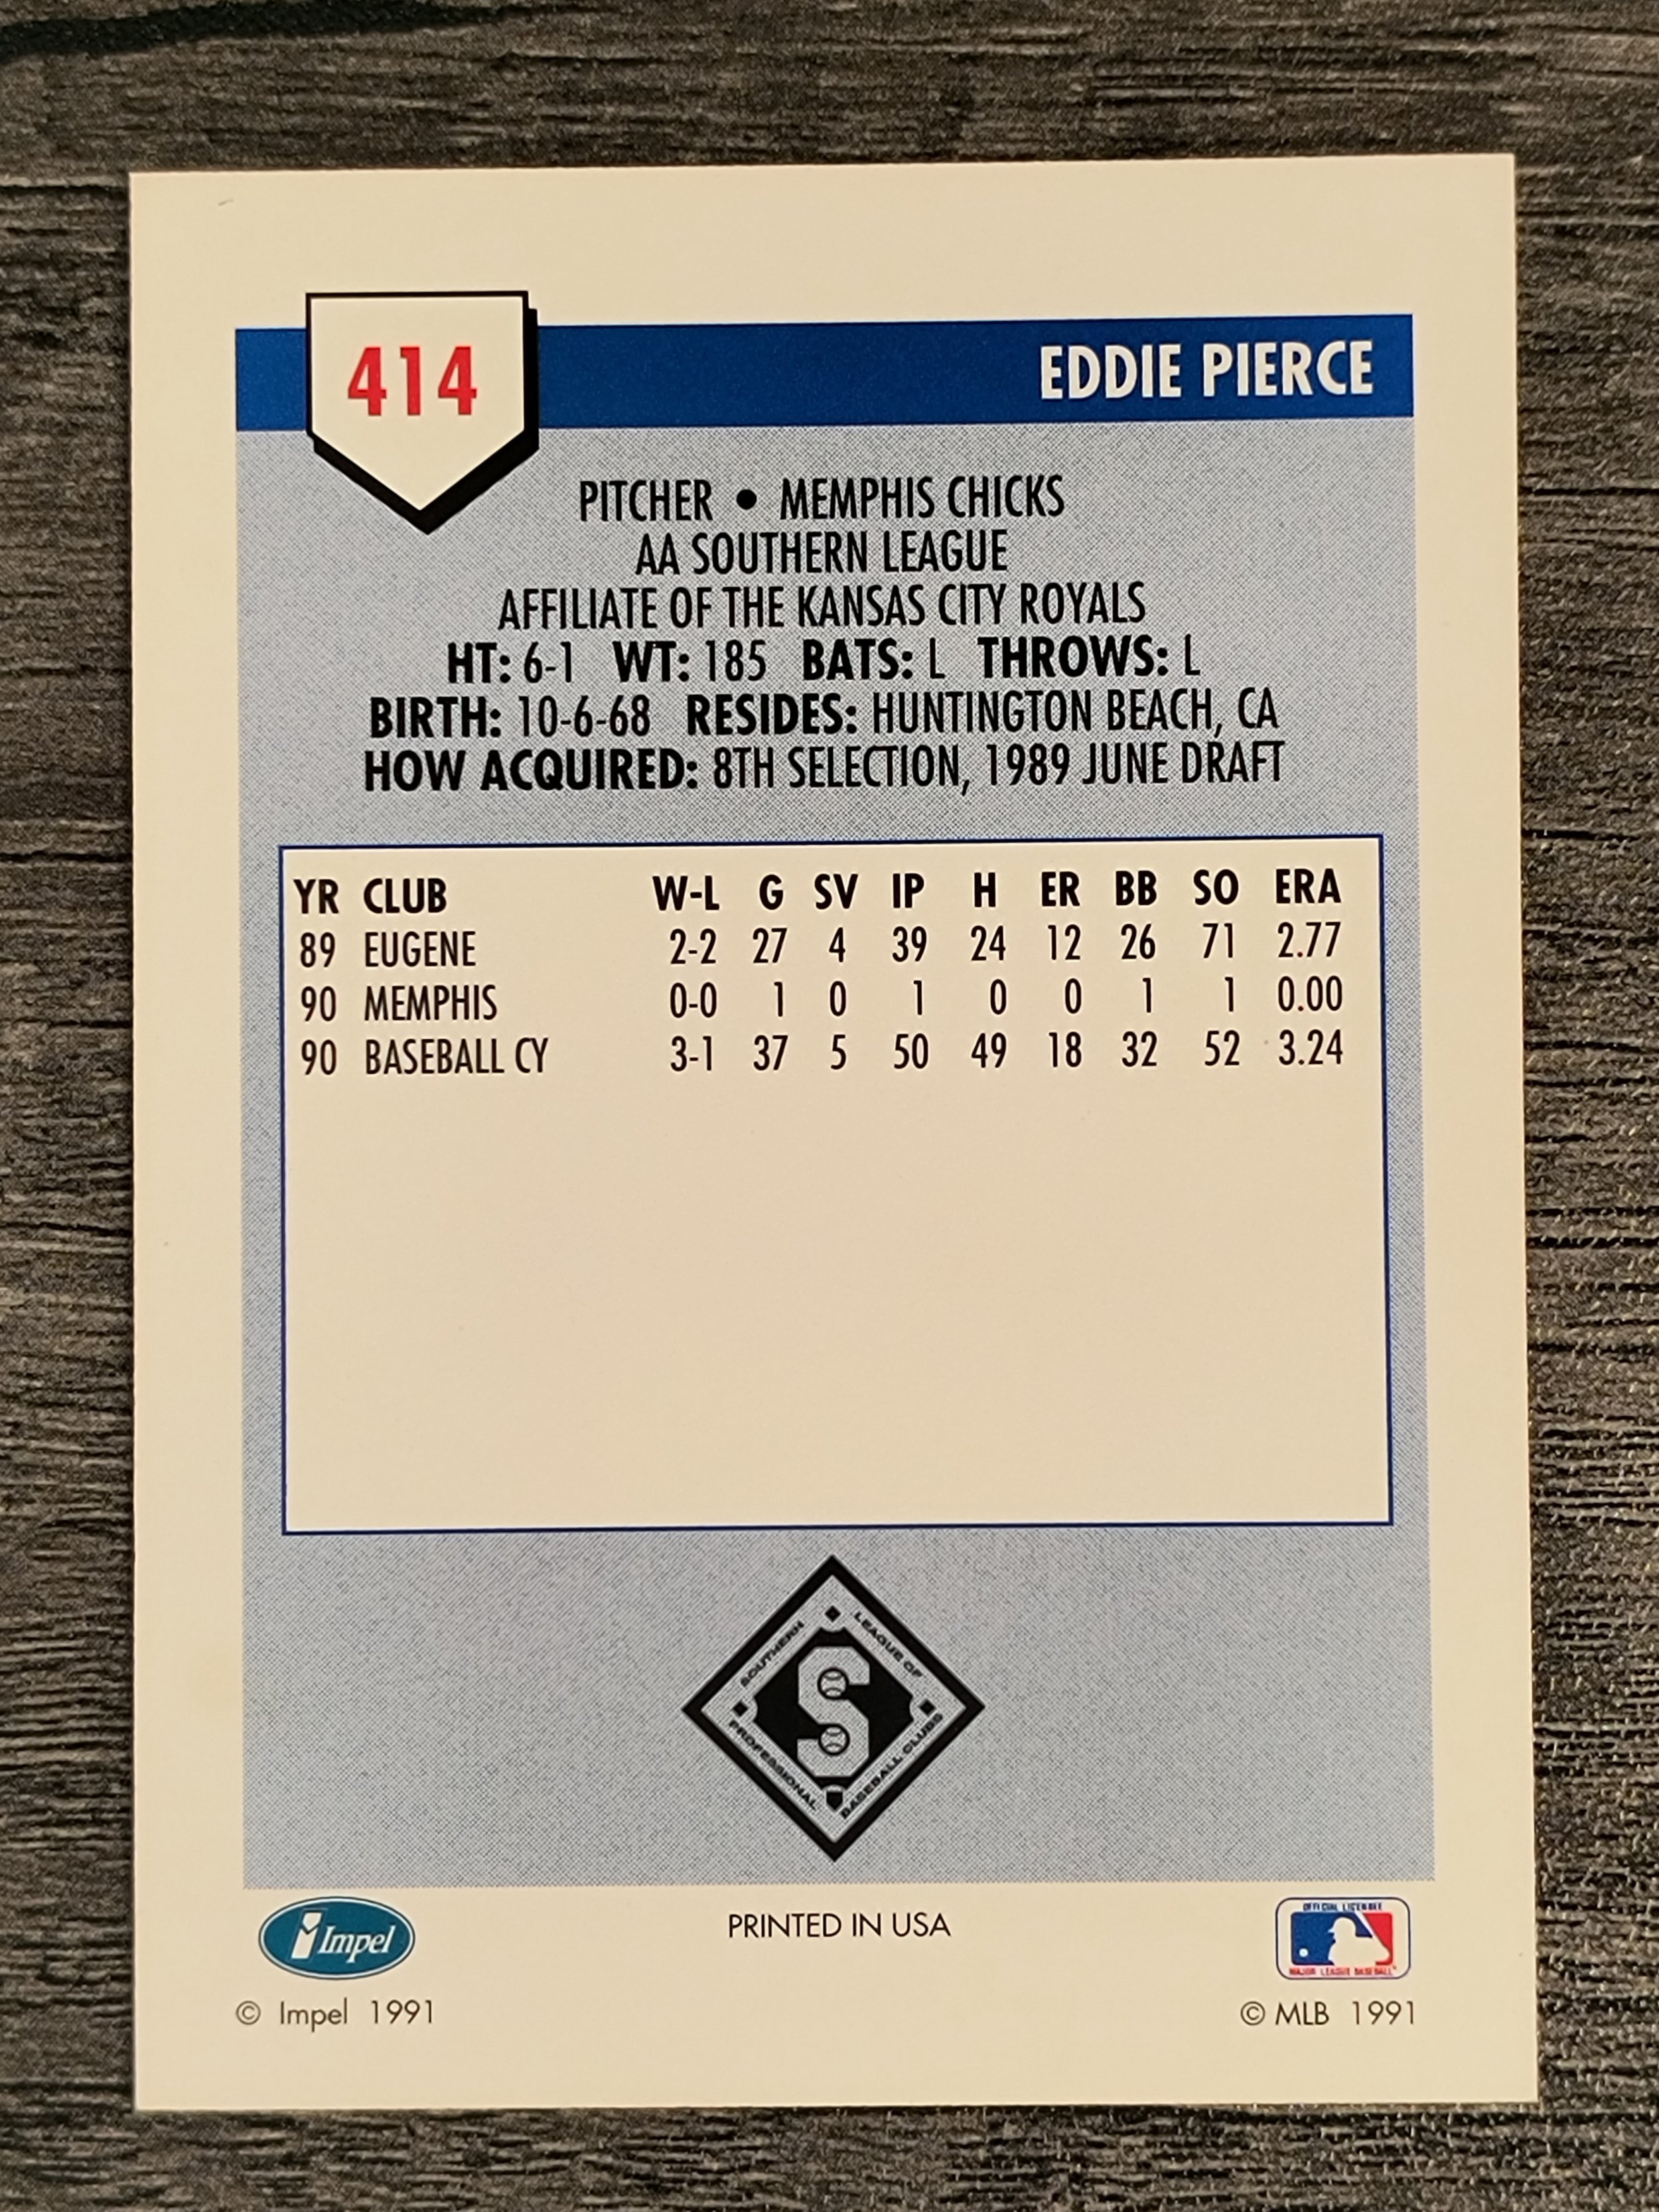 414
EDDIE PIERCE
PITCHER • MEMPHIS CHICKS
AA SOUTHERN LEAGUE
AFFILIATE OF THE KANSAS CITY ROYALS
HT: 6-1 WT: 185 BATS: L THROWS: L
BIRTH: 10-6-68 RESIDES: HUNTINGTON BEACH, CA
HOW ACQUIRED: 8TH SELECTION, 1989 JUNE DRAFT
YR CLUB W-L G SV IP H ER BB SO ERA
89 EUGENE 2-2 27 4 39 24 12 26 71 2.77
90 MEMPHIS 0-0 1 0 1 0 0 1 1 0.00
90 BASEBALL CY 3-1 37 5 50 49 18 32 52 3.24
SOUTHERN LEAGUE OF
PROFESSIONAL BASEBALL CLUBS
S
Impel
PRINTED IN USA
OFFICIAL LICENSEE
MAJOR LEAGUE BASEBALL
© Impel 1991
© MLB 1991